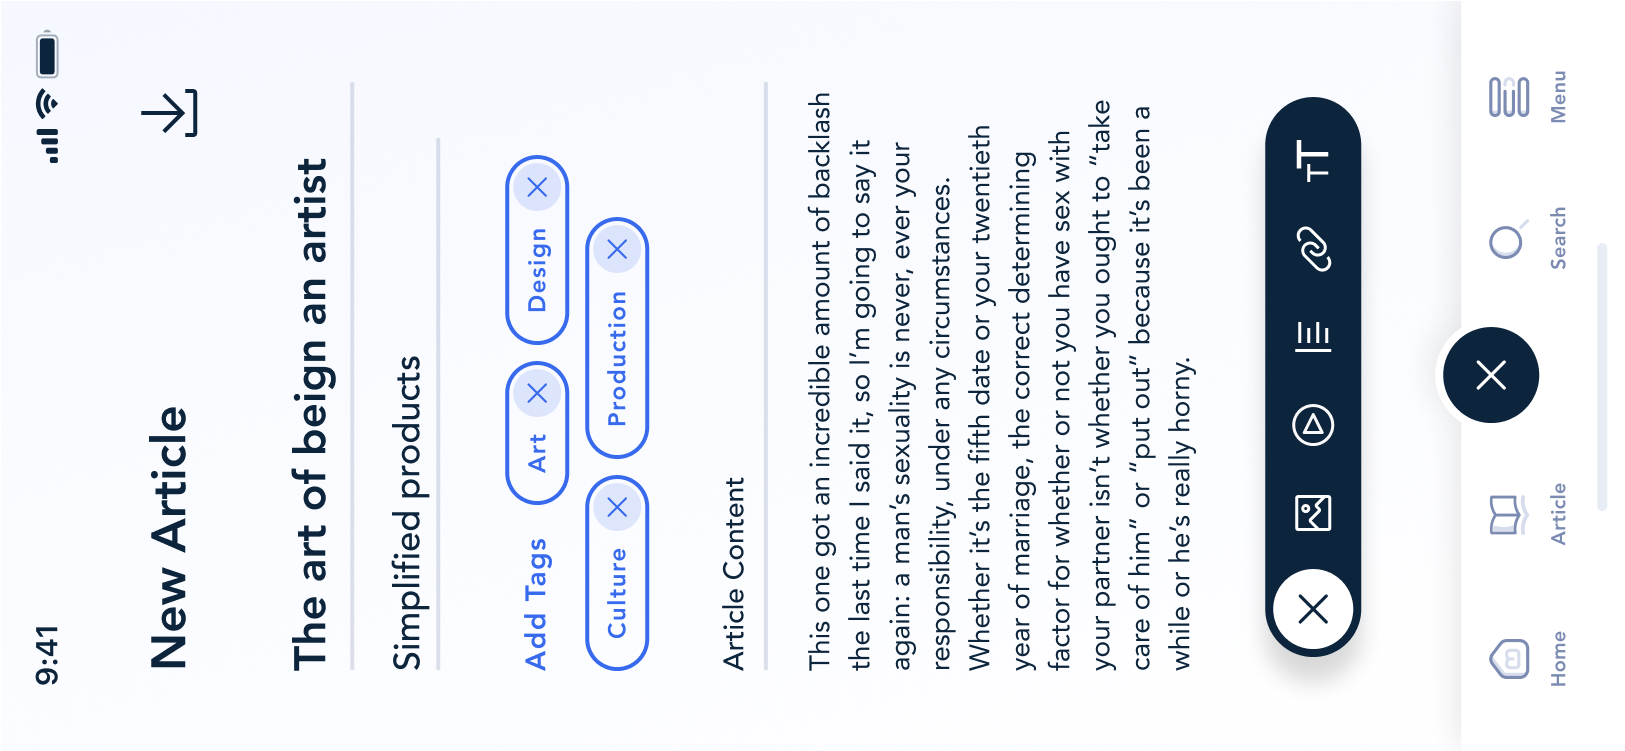 9:41
New Article
The art of beign an artist
Simplified products
Add Tags
Art
Design
Culture
Production
Article Content
This one got an incredible amount of backlash
the last time I said it, so I’m going to say it
again: a man’s sexuality is never, ever your
responsibility, under any circumstances.
Whether it’s the fifth date or your twentieth
year of marriage, the correct determining
factor for whether or not you have sex with
your partner isn’t whether you ought to “take
care of him” or “put out” because it’s been a
while or he’s really horny.
TT
Home
Article
Search
Menu